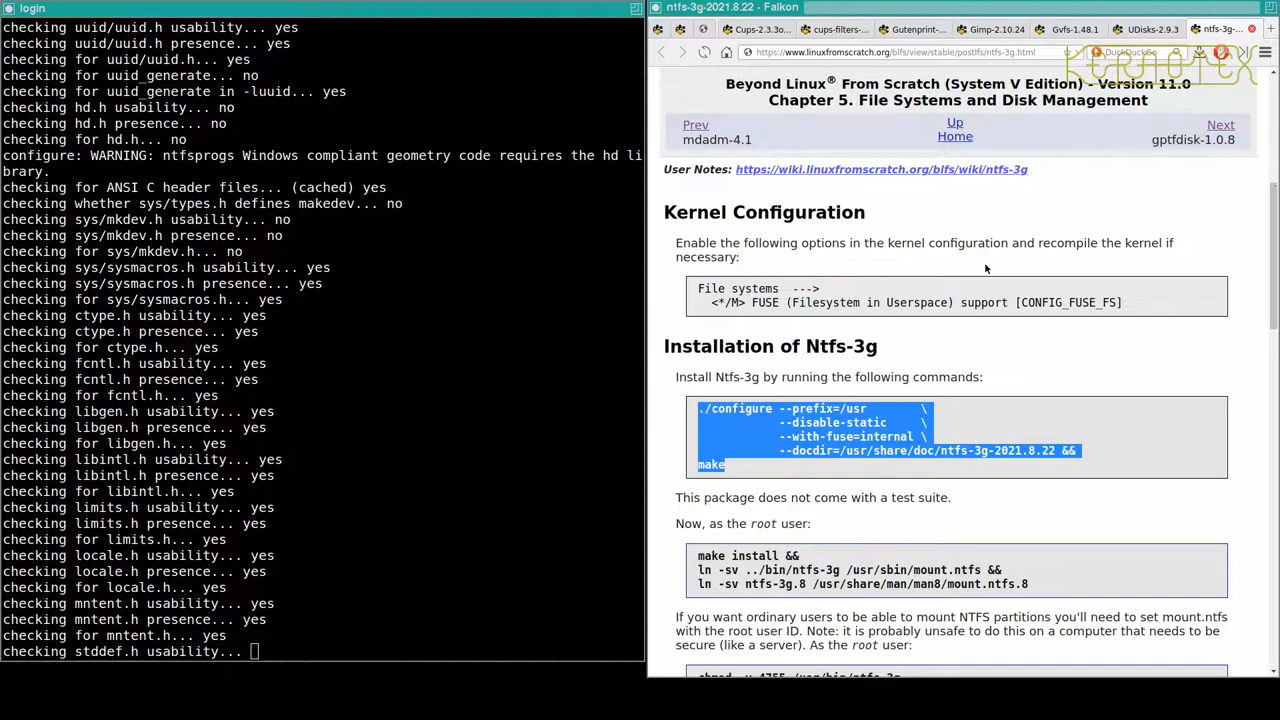 login
checking uuid/uuid.h usability... yes
checking uuid/uuid.h presence... yes
checking for uuid/uuid.h... yes
checking for uuid_generate... no
checking for uuid_generate in -luuid... yes
checking hd.h usability... no
checking hd.h presence... no
checking for hd.h... no
configure: WARNING: ntfsprogs Windows compliant geometry code requires the hd li
brary.
checking for ANSI C header files... (cached) yes
checking whether sys/types.h defines makedev... no
checking sys/mkdev.h usability... no
checking sys/mkdev.h presence... no
checking for sys/mkdev.h... no
checking sys/sysmacros.h usability... yes
checking sys/sysmacros.h presence... yes
checking for sys/sysmacros.h... yes
checking ctype.h usability... yes
checking ctype.h presence... yes
checking for ctype.h... yes
checking fcntl.h usability... yes
checking fcntl.h presence... yes
checking for fcntl.h... yes
checking libgen.h usability... yes
checking libgen.h presence... yes
checking for libgen.h... yes
checking libintl.h usability... yes
checking libintl.h presence... yes
checking for libintl.h... yes
checking limits.h usability... yes
checking limits.h presence... yes
checking for limits.h... yes
checking locale.h usability... yes
checking locale.h presence... yes
checking for locale.h... yes
checking mntent.h usability... yes
checking mntent.h presence... yes
checking for mntent.h... yes
checking stddef.h usability...
ntfs-3g-2021.8.22 - Falkon
Cups-2.3.3o... cups-filters-... Gutenprint-... Gimp-2.10.24 Gvfs-1.48.1 UDisks-2.9.3 ntfs-3g-...
https://www.linuxfromscratch.org/blfs/view/stable/postlfs/ntfs-3g.html DuckDuckGo
KERNOTEX
Beyond Linux® From Scratch (System V Edition) - Version 11.0
Chapter 5. File Systems and Disk Management
Prev Up Next
mdadm-4.1 Home gptfdisk-1.0.8
User Notes: https://wiki.linuxfromscratch.org/blfs/wiki/ntfs-3g
Kernel Configuration
Enable the following options in the kernel configuration and recompile the kernel if
necessary:
File systems --->
<*/M> FUSE (Filesystem in Userspace) support [CONFIG_FUSE_FS]
Installation of Ntfs-3g
Install Ntfs-3g by running the following commands:
./configure --prefix=/usr \
--disable-static \
--with-fuse=internal \
--docdir=/usr/share/doc/ntfs-3g-2021.8.22 &&
make
This package does not come with a test suite.
Now, as the root user:
make install &&
ln -sv ../bin/ntfs-3g /usr/sbin/mount.ntfs &&
ln -sv ntfs-3g.8 /usr/share/man/man8/mount.ntfs.8
If you want ordinary users to be able to mount NTFS partitions you'll need to set mount.ntfs
with the root user ID. Note: it is probably unsafe to do this on a computer that needs to be
secure (like a server). As the root user:
chmod -v 4755 /usr/bin/ntfs-3g